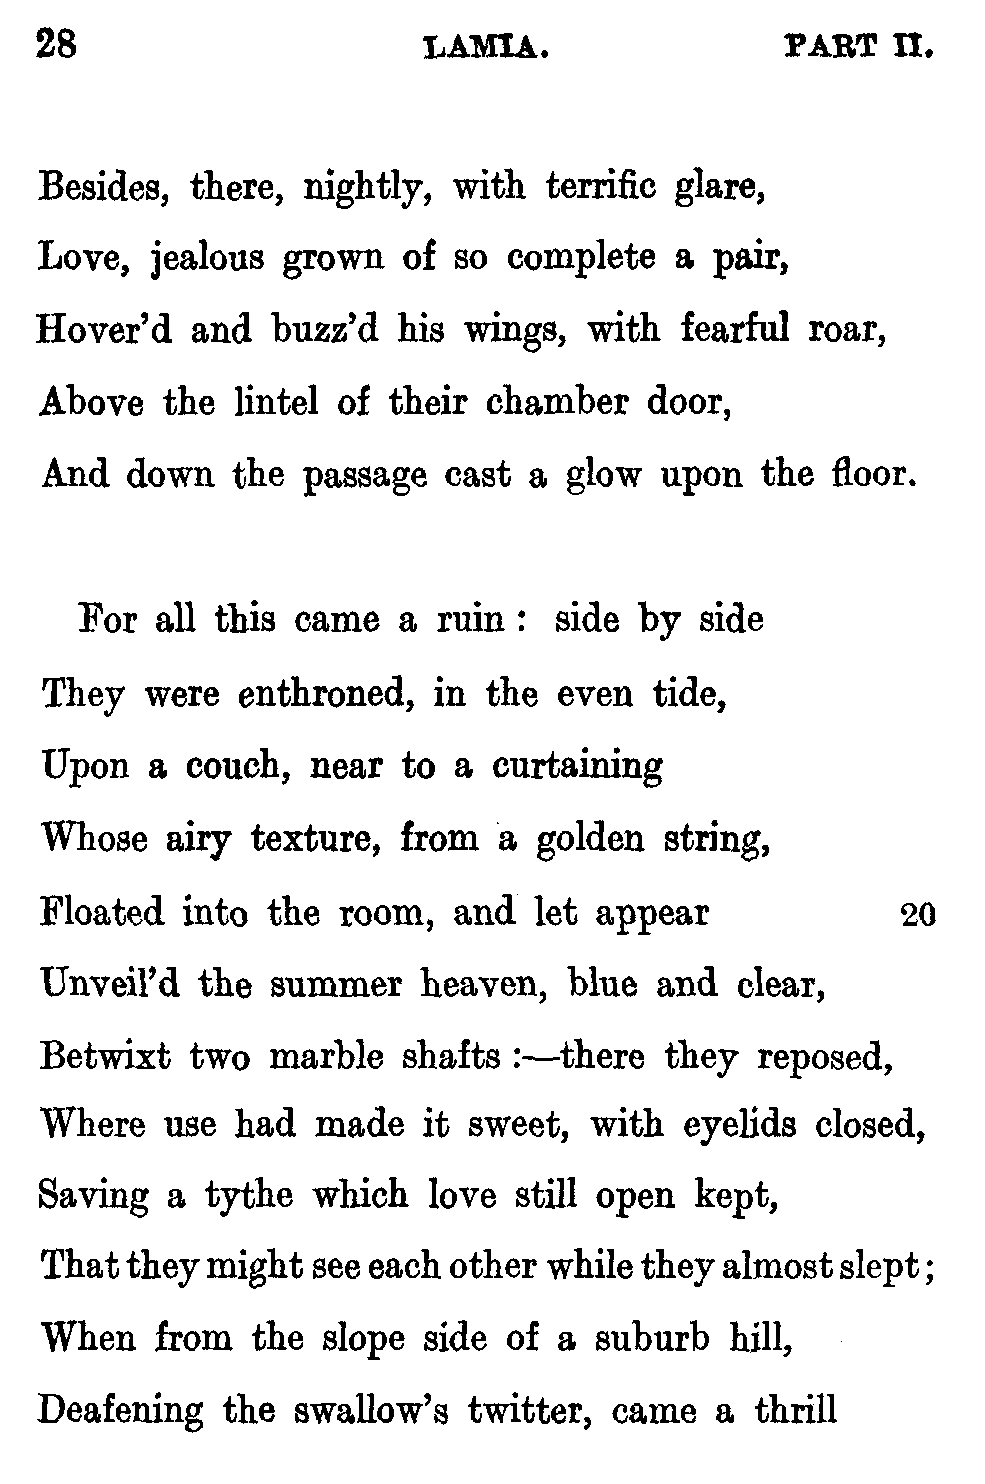 28 LAMIA. PART II.
Besides, there, nightly, with terrific glare,
Love, jealous grown of so complete a pair,
Hover'd and buzz'd his wings, with fearful roar,
Above the lintel of their chamber door,
And down the passage cast a glow upon the floor.
For all this came a ruin : side by side
They were enthroned, in the even tide,
Upon a couch, near to a curtaining
Whose airy texture, from a golden string,
Floated into the room, and let appear 20
Unveil'd the summer heaven, blue and clear,
Betwixt two marble shafts :—there they reposed,
Where use had made it sweet, with eyelids closed,
Saving a tythe which love still open kept,
That they might see each other while they almost slept ;
When from the slope side of a suburb hill,
Deafening the swallow's twitter, came a thrill